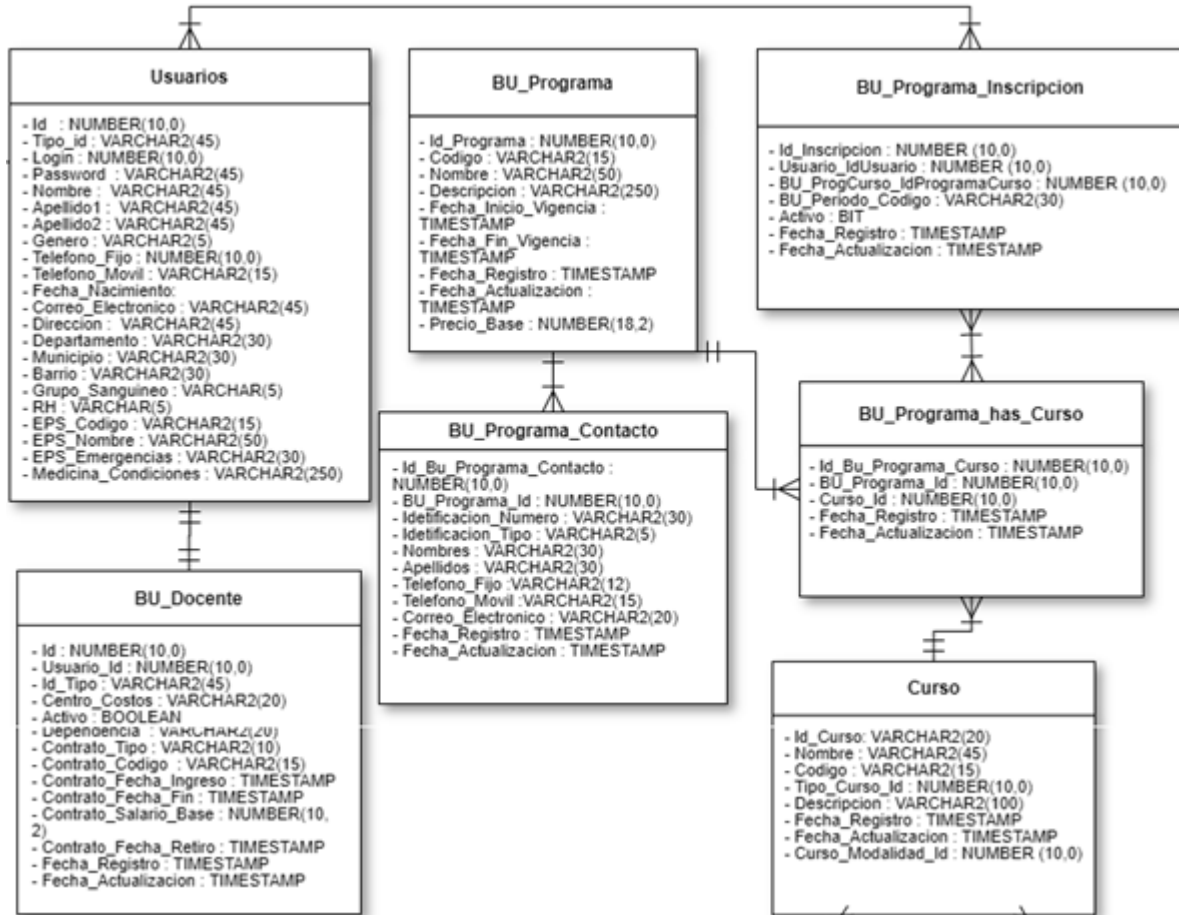 Usuarios
- Id : NUMBER(10,0)
- Tipo_id : VARCHAR2(45)
- Login : NUMBER(10,0)
- Password : VARCHAR2(45)
- Nombre : VARCHAR2(45)
- Apellido1 : VARCHAR2(45)
- Apellido2 : VARCHAR2(45)
- Genero : VARCHAR2(5)
- Telefono_Fijo : NUMBER(10,0)
- Telefono_Movil : VARCHAR2(15)
- Fecha_Nacimiento:
- Correo_Electronico : VARCHAR2(45)
- Direccion : VARCHAR2(45)
- Departamento : VARCHAR2(30)
- Municipio : VARCHAR2(30)
- Barrio : VARCHAR2(30)
- Grupo_Sanguineo : VARCHAR(5)
- RH : VARCHAR(5)
- EPS_Codigo : VARCHAR2(15)
- EPS_Nombre : VARCHAR2(50)
- EPS_Emergencias : VARCHAR2(30)
- Medicina_Condiciones : VARCHAR2(250)
BU_Programa
- Id_Programa : NUMBER(10,0)
- Codigo : VARCHAR2(15)
- Nombre : VARCHAR2(50)
- Descripcion : VARCHAR2(250)
- Fecha_Inicio_Vigencia :
TIMESTAMP
- Fecha_Fin_Vigencia :
TIMESTAMP
- Fecha_Registro : TIMESTAMP
- Fecha_Actualizacion :
TIMESTAMP
- Precio_Base : NUMBER(18,2)
BU_Programa_Inscripcion
- Id_Inscripcion : NUMBER (10,0)
- Usuario_IdUsuario : NUMBER (10,0)
- BU_ProgCurso_IdProgramaCurso : NUMBER (10,0)
- BU_Periodo_Codigo : VARCHAR2(30)
- Activo : BIT
- Fecha_Registro : TIMESTAMP
- Fecha_Actualizacion : TIMESTAMP
BU_Programa_Contacto
- Id_Bu_Programa_Contacto :
NUMBER(10,0)
- BU_Programa_Id : NUMBER(10,0)
- Idetificacion_Numero : VARCHAR2(30)
- Idetificacion_Tipo : VARCHAR2(5)
- Nombres : VARCHAR2(30)
- Apellidos : VARCHAR2(30)
- Telefono_Fijo :VARCHAR2(12)
- Telefono_Movil :VARCHAR2(15)
- Correo_Electronico : VARCHAR2(20)
- Fecha_Registro : TIMESTAMP
- Fecha_Actualizacion : TIMESTAMP
BU_Programa_has_Curso
- Id_Bu_Programa_Curso : NUMBER(10,0)
- BU_Programa_Id : NUMBER(10,0)
- Curso_Id : NUMBER(10,0)
- Fecha_Registro : TIMESTAMP
- Fecha_Actualizacion : TIMESTAMP
BU_Docente
- Id : NUMBER(10,0)
- Usuario_Id : NUMBER(10,0)
- Id_Tipo : VARCHAR2(45)
- Centro_Costos : VARCHAR2(20)
- Activo : BOOLEAN
- Dependencia : VARCHAR2(20)
- Contrato_Tipo : VARCHAR2(10)
- Contrato_Codigo : VARCHAR2(15)
- Contrato_Fecha_Ingreso : TIMESTAMP
- Contrato_Fecha_Fin : TIMESTAMP
- Contrato_Salario_Base : NUMBER(10,
2)
- Contrato_Fecha_Retiro : TIMESTAMP
- Fecha_Registro : TIMESTAMP
- Fecha_Actualizacion : TIMESTAMP
Curso
- Id_Curso: VARCHAR2(20)
- Nombre : VARCHAR2(45)
- Codigo : VARCHAR2(15)
- Tipo_Curso_Id : NUMBER(10,0)
- Descripcion : VARCHAR2(100)
- Fecha_Registro : TIMESTAMP
- Fecha_Actualizacion : TIMESTAMP
- Curso_Modalidad_Id : NUMBER (10,0)